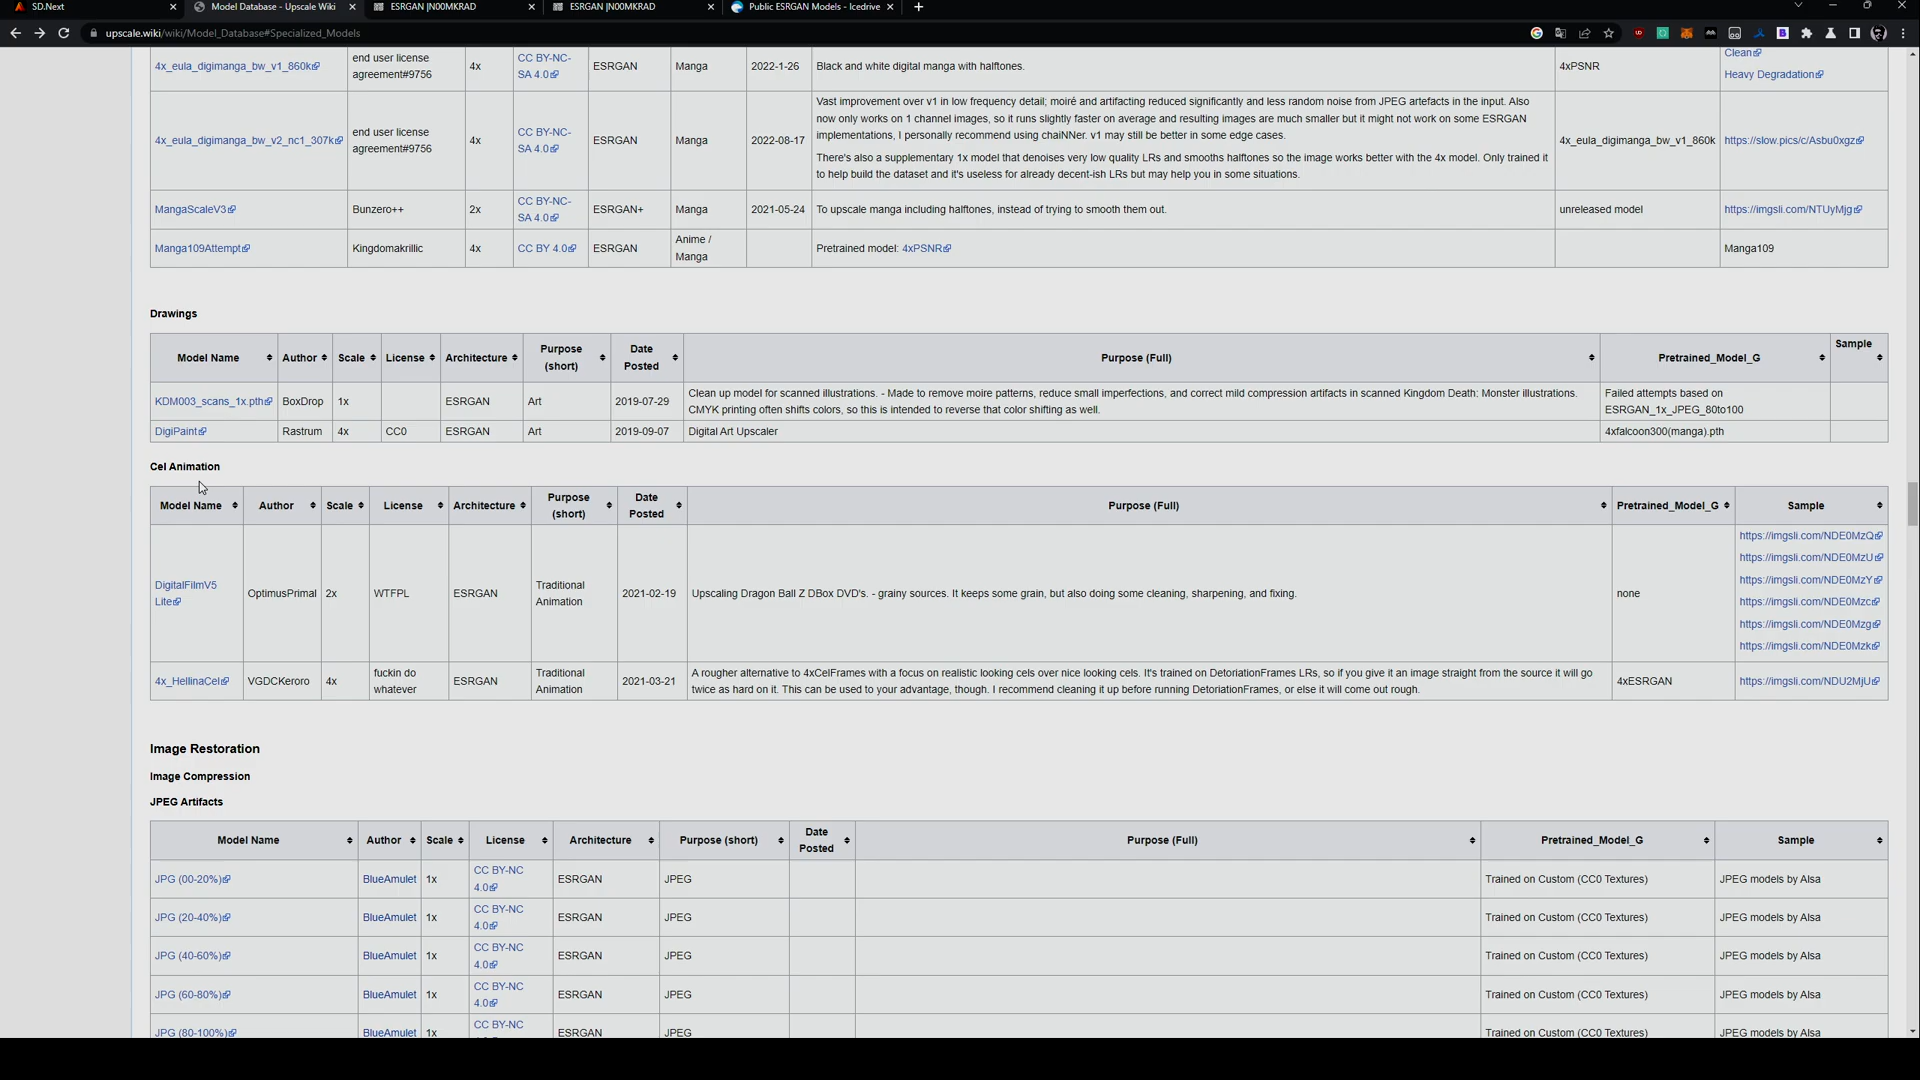 SD.Next
Model Database - Upscale Wiki
ESRGAN |N00MKRAD
ESRGAN |N00MKRAD
Public ESRGAN Models - Icedrive
upscale.wiki/wiki/Model_Database#Specialized_Models
4x_eula_digimanga_bw_v1_860k
end user license
agreement#9756
4x
CC BY-NC-
SA 4.0
ESRGAN
Manga
2022-1-26
Black and white digital manga with halftones.
4xPSNR
Clean
Heavy Degradation
4x_eula_digimanga_bw_v2_nc1_307k
end user license
agreement#9756
4x
CC BY-NC-
SA 4.0
ESRGAN
Manga
2022-08-17
Vast improvement over v1 in low frequency detail; moiré and artifacting reduced significantly and less random noise from JPEG artefacts in the input. Also
now only works on 1 channel images, so it runs slightly faster on average and resulting images are much smaller but it might not work on some ESRGAN
implementations, I personally recommend using chaiNNer. v1 may still be better in some edge cases.
There's also a supplementary 1x model that denoises very low quality LRs and smooths halftones so the image works better with the 4x model. Only trained it
to help build the dataset and it's useless for already decent-ish LRs but may help you in some situations.
4x_eula_digimanga_bw_v1_860k
https://slow.pics/c/Asbu0xgz
MangaScaleV3
Bunzero++
2x
CC BY-NC-
SA 4.0
ESRGAN+
Manga
2021-05-24
To upscale manga including halftones, instead of trying to smooth them out.
unreleased model
https://imgsli.com/NTUyMjg
Manga109Attempt
Kingdomakrillic
4x
CC BY 4.0
ESRGAN
Anime /
Manga
Pretrained model: 4xPSNR
Manga109
Drawings
Model Name
Author
Scale
License
Architecture
Purpose
(short)
Date
Posted
Purpose (Full)
Pretrained_Model_G
Sample
KDM003_scans_1x.pth
BoxDrop
1x
ESRGAN
Art
2019-07-29
Clean up model for scanned illustrations. - Made to remove moire patterns, reduce small imperfections, and correct mild compression artifacts in scanned Kingdom Death: Monster illustrations.
CMYK printing often shifts colors, so this is intended to reverse that color shifting as well.
Failed attempts based on
ESRGAN_1x_JPEG_80to100
DigiPaint
Rastrum
4x
CC0
ESRGAN
Art
2019-09-07
Digital Art Upscaler
4xfalcoon300(manga).pth
Cel Animation
Model Name
Author
Scale
License
Architecture
Purpose
(short)
Date
Posted
Purpose (Full)
Pretrained_Model_G
Sample
DigitalFilmV5
Lite
OptimusPrimal
2x
WTFPL
ESRGAN
Traditional
Animation
2021-02-19
Upscaling Dragon Ball Z DBox DVD's. - grainy sources. It keeps some grain, but also doing some cleaning, sharpening, and fixing.
none
https://imgsli.com/NDE0MzQ
https://imgsli.com/NDE0MzU
https://imgsli.com/NDE0MzY
https://imgsli.com/NDE0Mzc
https://imgsli.com/NDE0Mzg
https://imgsli.com/NDE0Mzk
4x_HellinaCel
VGDCKeroro
4x
fuckin do
whatever
ESRGAN
Traditional
Animation
2021-03-21
A rougher alternative to 4xCelFrames with a focus on realistic looking cels over nice looking cels. It's trained on DetoriationFrames LRs, so if you give it an image straight from the source it will go
twice as hard on it. This can be used to your advantage, though. I recommend cleaning it up before running DetoriationFrames, or else it will come out rough.
4xESRGAN
https://imgsli.com/NDU2MjU
Image Restoration
Image Compression
JPEG Artifacts
Model Name
Author
Scale
License
Architecture
Purpose (short)
Date
Posted
Purpose (Full)
Pretrained_Model_G
Sample
JPG (00-20%)
BlueAmulet
1x
CC BY-NC
4.0
ESRGAN
JPEG
Trained on Custom (CC0 Textures)
JPEG models by Alsa
JPG (20-40%)
BlueAmulet
1x
CC BY-NC
4.0
ESRGAN
JPEG
Trained on Custom (CC0 Textures)
JPEG models by Alsa
JPG (40-60%)
BlueAmulet
1x
CC BY-NC
4.0
ESRGAN
JPEG
Trained on Custom (CC0 Textures)
JPEG models by Alsa
JPG (60-80%)
BlueAmulet
1x
CC BY-NC
4.0
ESRGAN
JPEG
Trained on Custom (CC0 Textures)
JPEG models by Alsa
JPG (80-100%)
BlueAmulet
1x
CC BY-NC
ESRGAN
JPEG
Trained on Custom (CC0 Textures)
JPEG models by Alsa